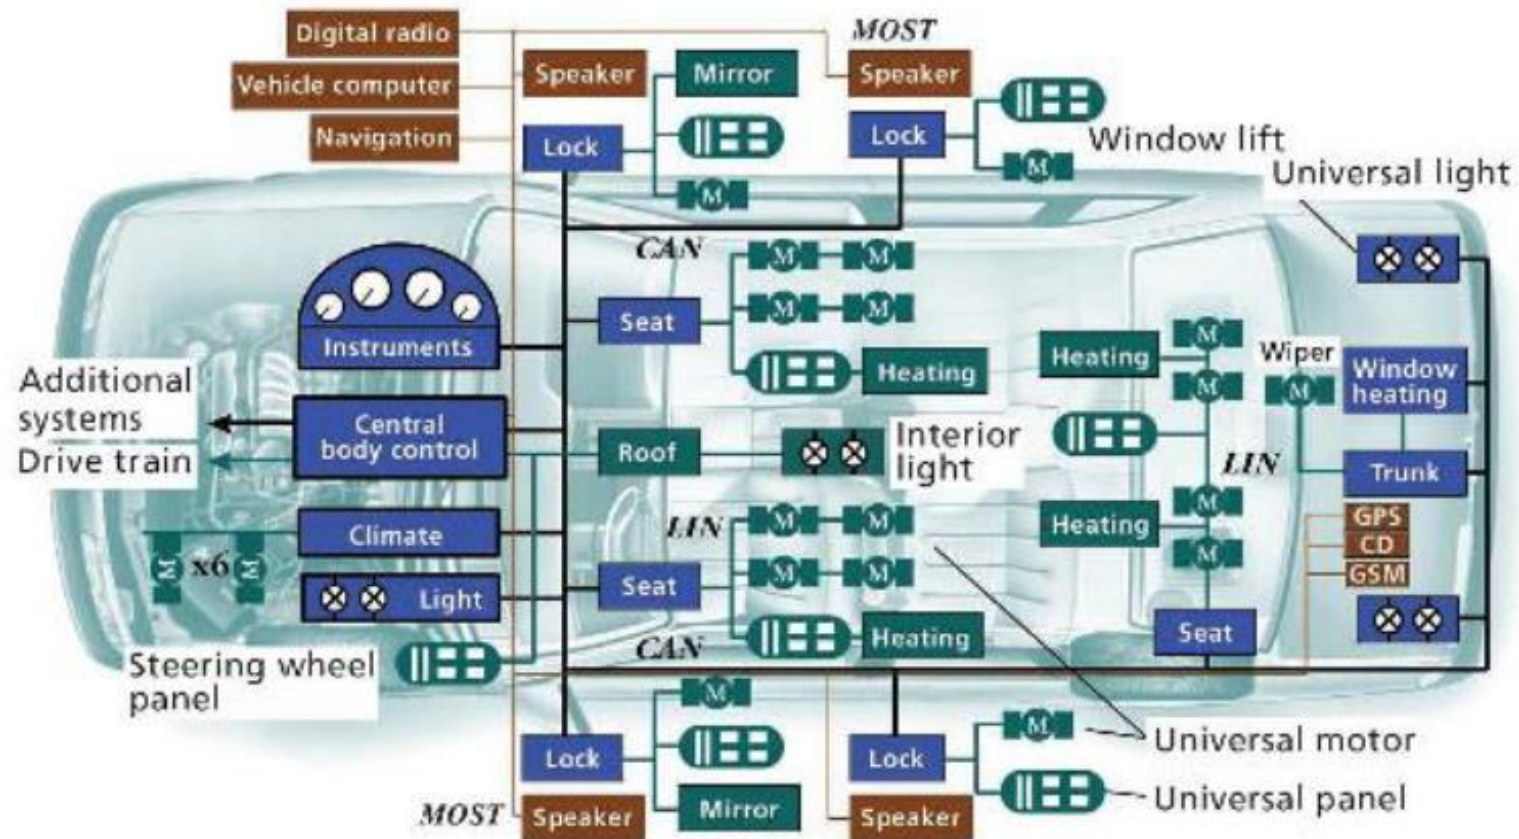 Digital radio
MOST
Speaker
Mirror
Speaker
Vehicle computer
Navigation
Lock
Lock
Window lift
M
M
Universal light
CAN
M
M
Seat
M
M
Instruments
Heating
Heating
M
Wiper
M
M
Window
heating
Additional
systems
Drive train
Central
body control
Roof
Interior
light
LIN
Trunk
Climate
LIN
M
M
Heating
M
GPS
CD
GSM
M
x6
M
Light
Seat
M
M
M
Heating
Seat
CAN
Steering wheel
panel
M
Lock
Lock
M
Universal motor
Mirror
Universal panel
MOST
Speaker
Speaker